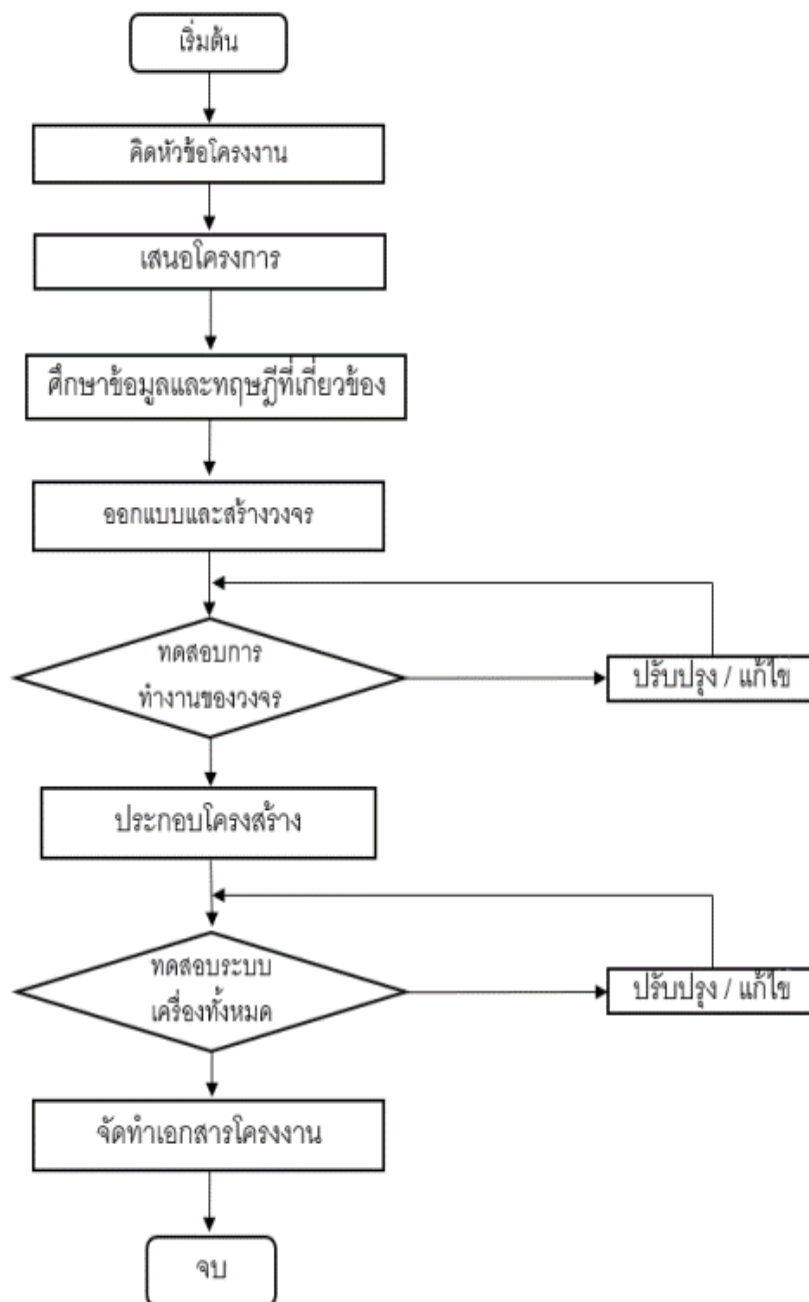 เริ่มต้น
คิดหัวข้อโครงงาน
เสนอโครงการ
ศึกษาข้อมูลและทฤษฎีที่เกี่ยวข้อง
ออกแบบและสร้างวงจร
ทดสอบการ
ทำงานของวงจร
ปรับปรุง / แก้ไข
ประกอบโครงสร้าง
ทดสอบระบบ
เครื่องทั้งหมด
ปรับปรุง / แก้ไข
จัดทำเอกสารโครงงาน
จบ